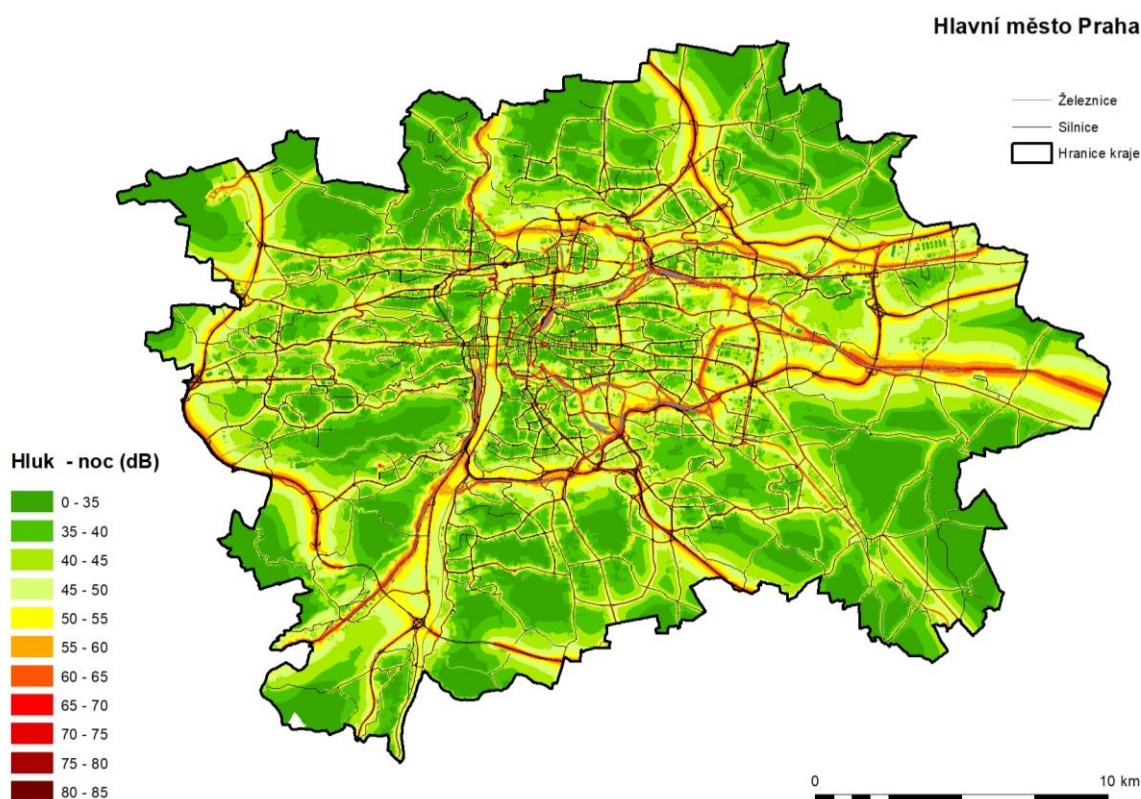 Hlavní město Praha
Železnice
Silnice
Hranice kraje
Hluk - noc (dB)
0 - 35
35 - 40
40 - 45
45 - 50
50 - 55
55 - 60
60 - 65
65 - 70
70 - 75
75 - 80
80 - 85
0 10 km